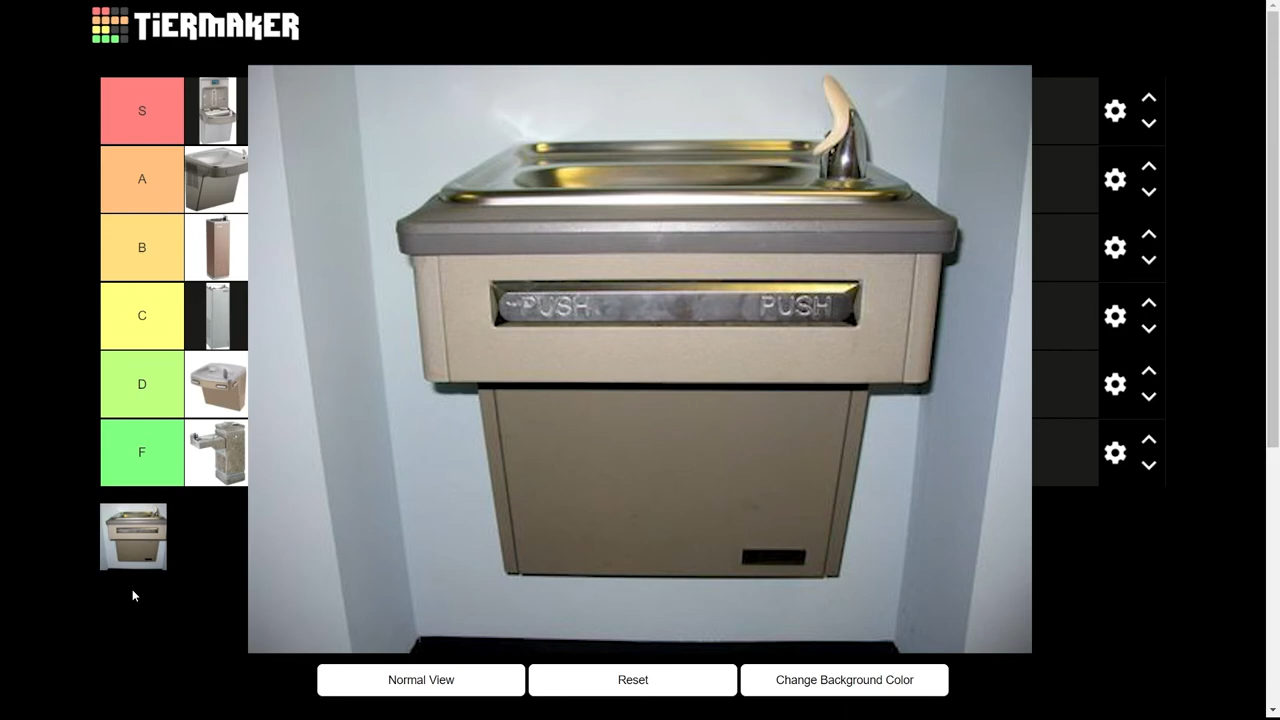 TiERMAKER
S
A
B
C
D
F
PUSH PUSH
Normal View
Reset
Change Background Color